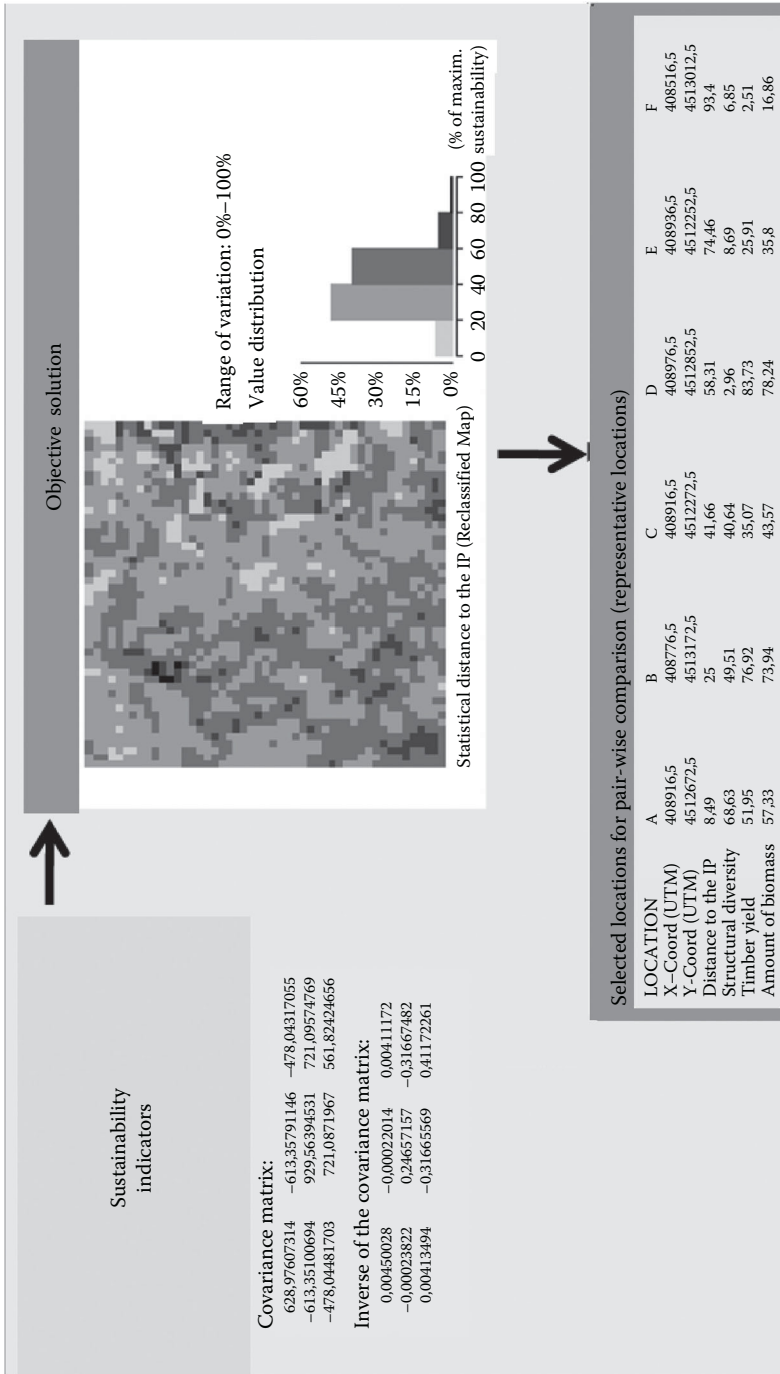 Sustainability
indicators
Covariance matrix:
628,97607314 −613,35791146 −478,04317055
−613,35100694 929,56394531 721,09574769
−478,04481703 721,0871967 561,82424656
Inverse of the covariance matrix:
0,00450028 −0,00022014 0,00411172
−0,00023822 0,24657157 −0,31667482
0,00413494 −0,31665569 0,41172261
Objective solution
Range of variation: 0%–100%
Value distribution
60%
45%
30%
15%
0%
0 20 40 60 80 100
(% of maxim.
sustainability)
Statistical distance to the IP (Reclassified Map)
Selected locations for pair-wise comparison (representative locations)
LOCATION A B C D E F
X–Coord (UTM) 408916,5 408776,5 408916,5 408976,5 408936,5 408516,5
Y-Coord (UTM) 4512672,5 4513172,5 4512272,5 4512852,5 4512252,5 4513012,5
Distance to the IP 8,49 25 41,66 58,31 74,46 93,4
Structural diversity 68,63 49,51 40,64 2,96 8,69 6,85
Timber yield 51,95 76,92 35,07 83,73 25,91 2,51
Amount of biomass 57,33 73,94 43,57 78,24 35,8 16,86